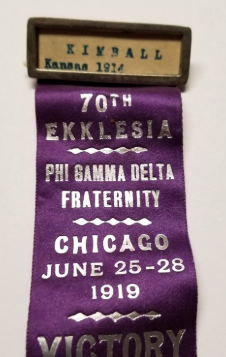 KIMBALL
Kansas 1914
70TH
EKKLESIA
PHI GAMMA DELTA
FRATERNITY
CHICAGO
JUNE 25-28
1919
VICTORY